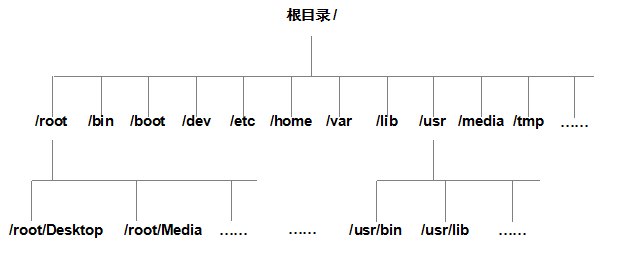 根目录 /
/root /bin /boot /dev /etc /home /var /lib /usr /media /tmp ……
/root/Desktop /root/Media …… …… /usr/bin /usr/lib ……